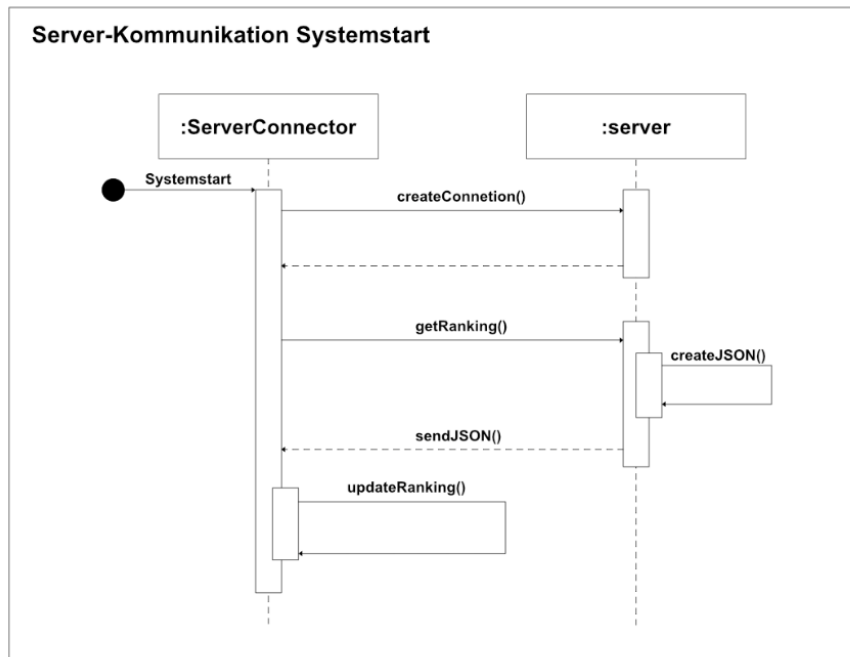 Server-Kommunikation Systemstart
:ServerConnector
:server
Systemstart
createConnetion()
getRanking()
createJSON()
sendJSON()
updateRanking()